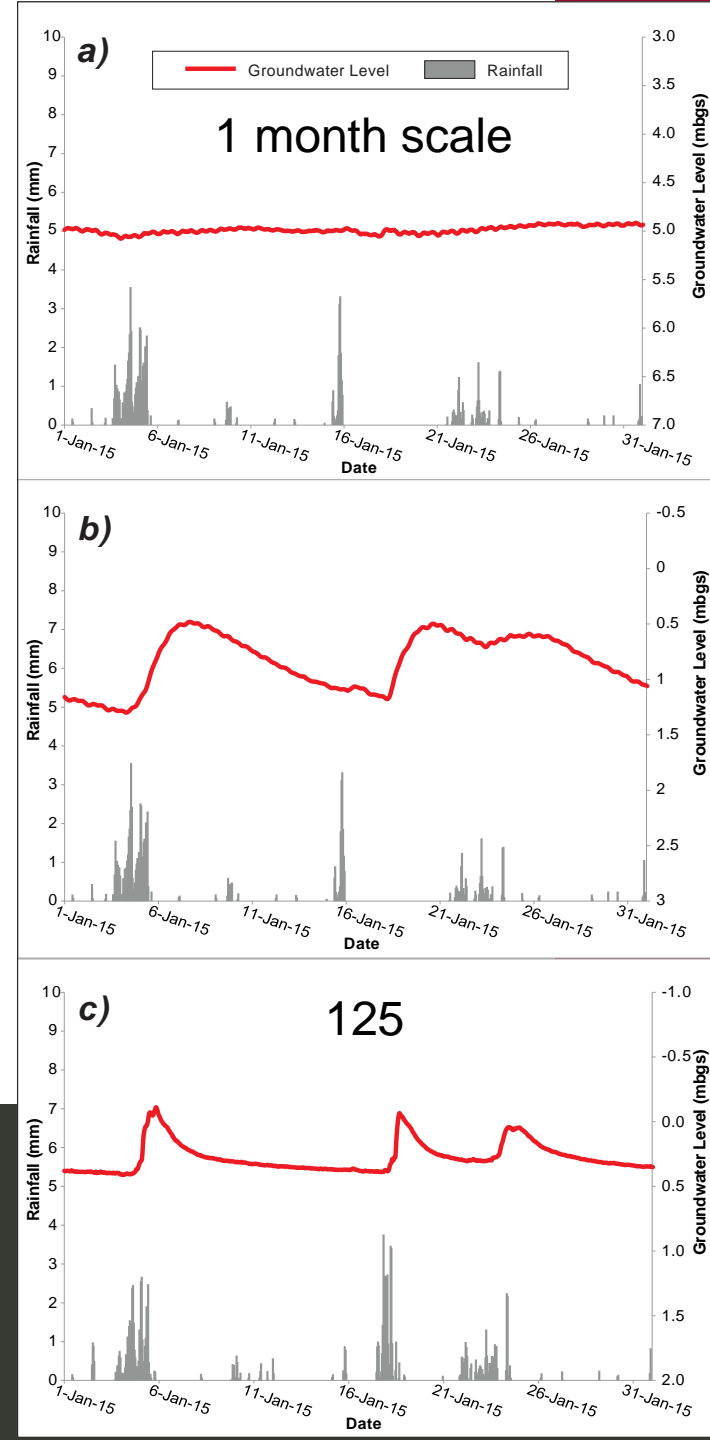 a)
Groundwater Level
Rainfall
1 month scale
10
9
8
7
6
5
4
3
2
1
0
Rainfall (mm)
3.0
3.5
4.0
4.5
5.0
5.5
6.0
6.5
7.0
Groundwater Level (mbgs)
1-Jan-15
6-Jan-15
11-Jan-15
16-Jan-15
21-Jan-15
26-Jan-15
31-Jan-15
Date
b)
10
9
8
7
6
5
4
3
2
1
0
Rainfall (mm)
-0.5
0
0.5
1
1.5
2
2.5
3
Groundwater Level (mbgs)
1-Jan-15
6-Jan-15
11-Jan-15
16-Jan-15
21-Jan-15
26-Jan-15
31-Jan-15
Date
c)
125
10
9
8
7
6
5
4
3
2
1
0
Rainfall (mm)
-1.0
-0.5
0.0
0.5
1.0
1.5
2.0
Groundwater Level (mbgs)
1-Jan-15
6-Jan-15
11-Jan-15
16-Jan-15
21-Jan-15
26-Jan-15
31-Jan-15
Date